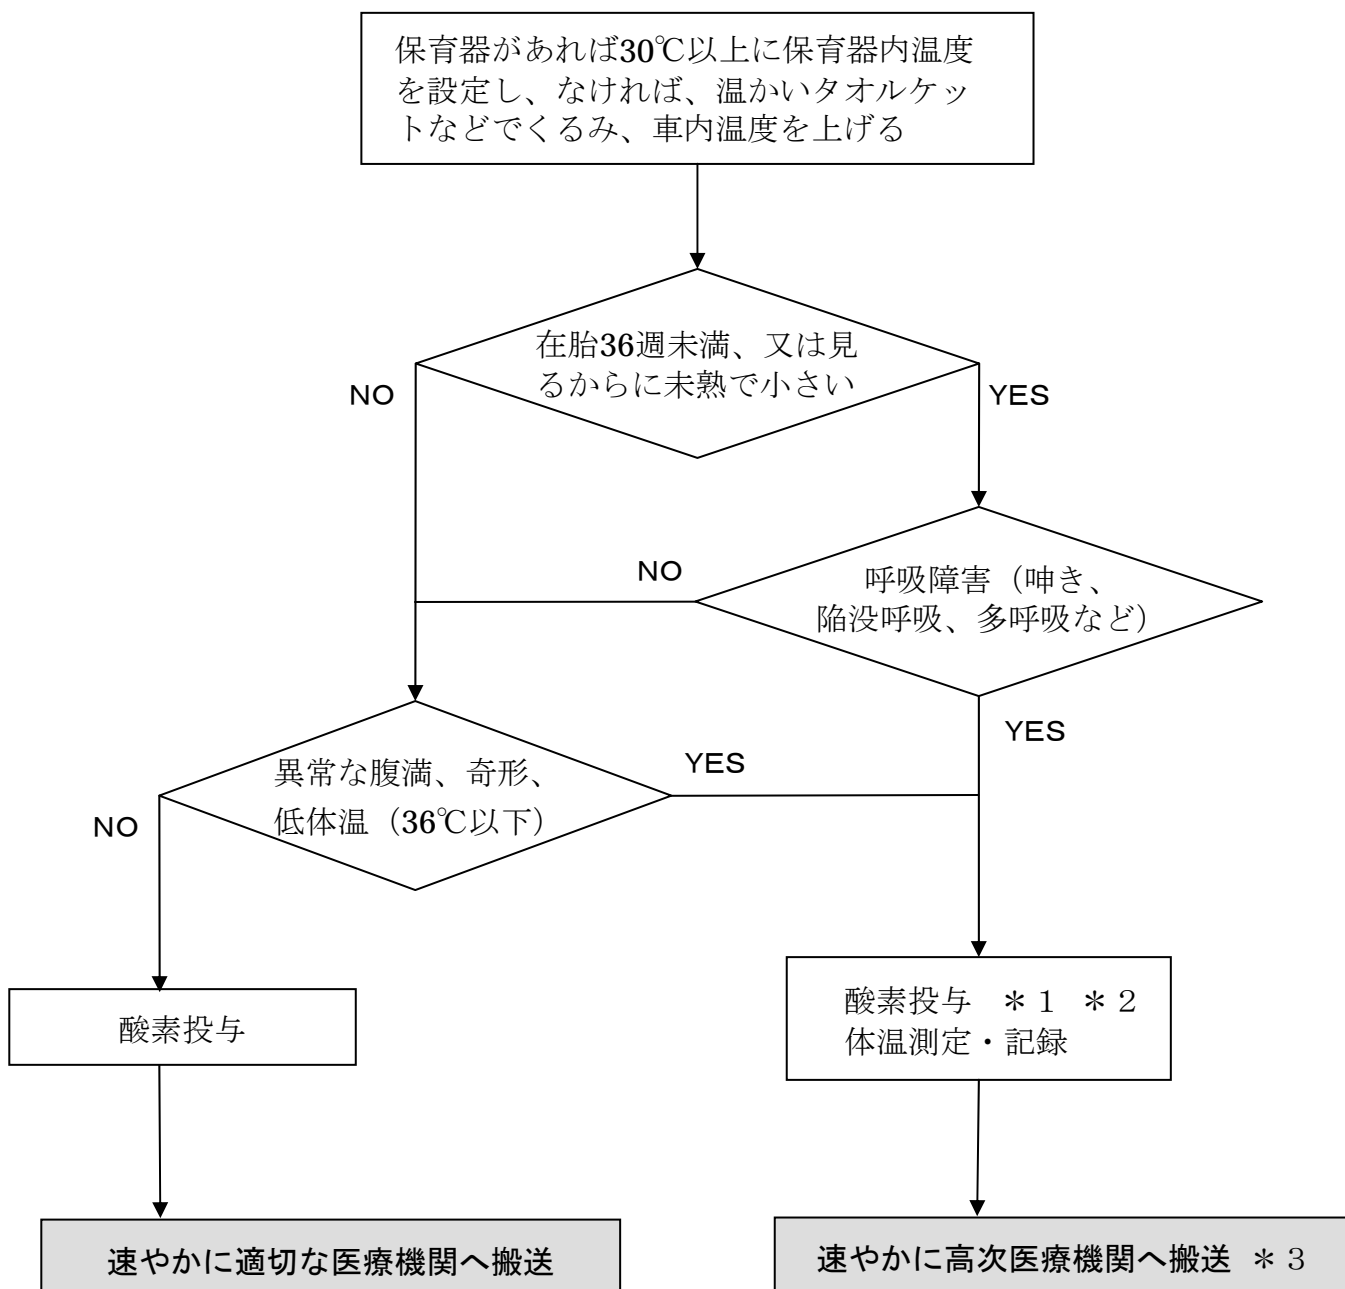 保育器があれば30℃以上に保育器内温度
を設定し、なければ、温かいタオルケッ
トなどでくるみ、車内温度を上げる
在胎36週未満、又は見
るからに未熟で小さい
NO
YES
NO
呼吸障害（呻き、
陥没呼吸、多呼吸など）
YES
異常な腹満、奇形、
低体温（36℃以下）
YES
NO
酸素投与
酸素投与　＊１　＊２
体温測定・記録
速やかに適切な医療機関へ搬送
速やかに高次医療機関へ搬送 ＊３